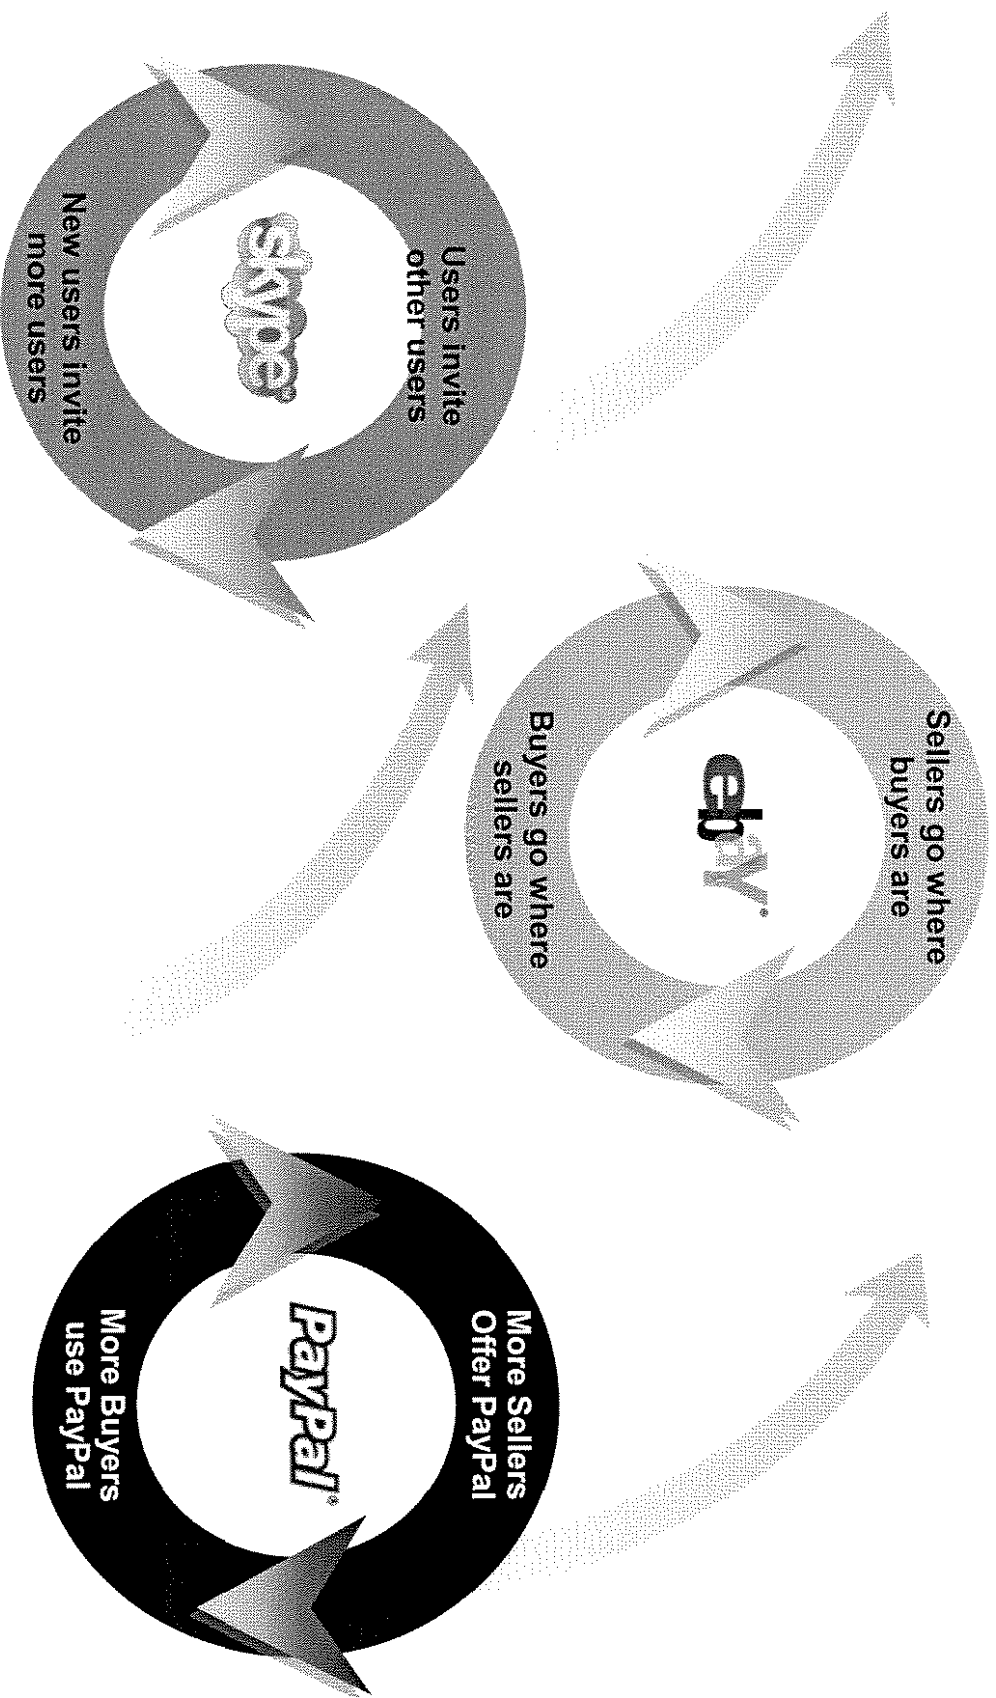 Users invite
other users
skype®
New users invite
more users
Sellers go where
buyers are
ebay®
Buyers go where
sellers are
More Sellers
Offer PayPal
PayPal®
More Buyers
use PayPal